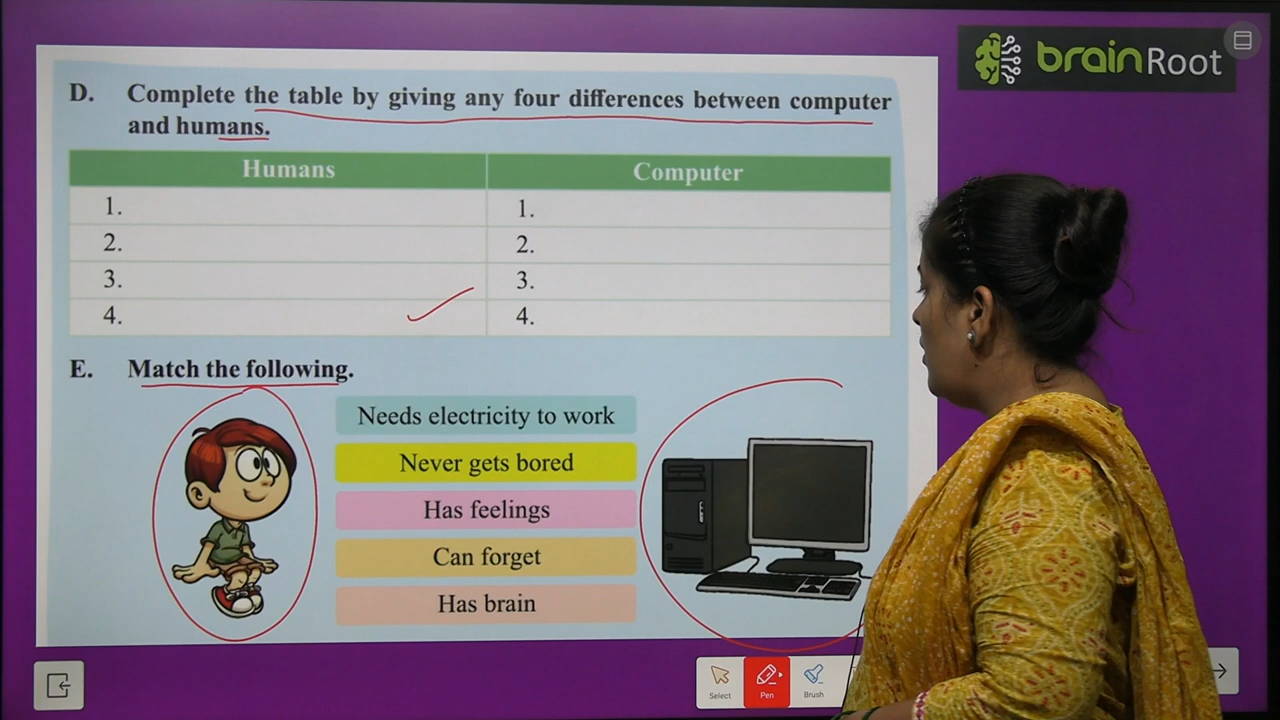 brainRoot
D. Complete the table by giving any four differences between computer
and humans.
Humans Computer
1. 1.
2. 2.
3. 3.
4. 4.
E. Match the following.
Needs electricity to work
Never gets bored
Has feelings
Can forget
Has brain
Select Pen Brush